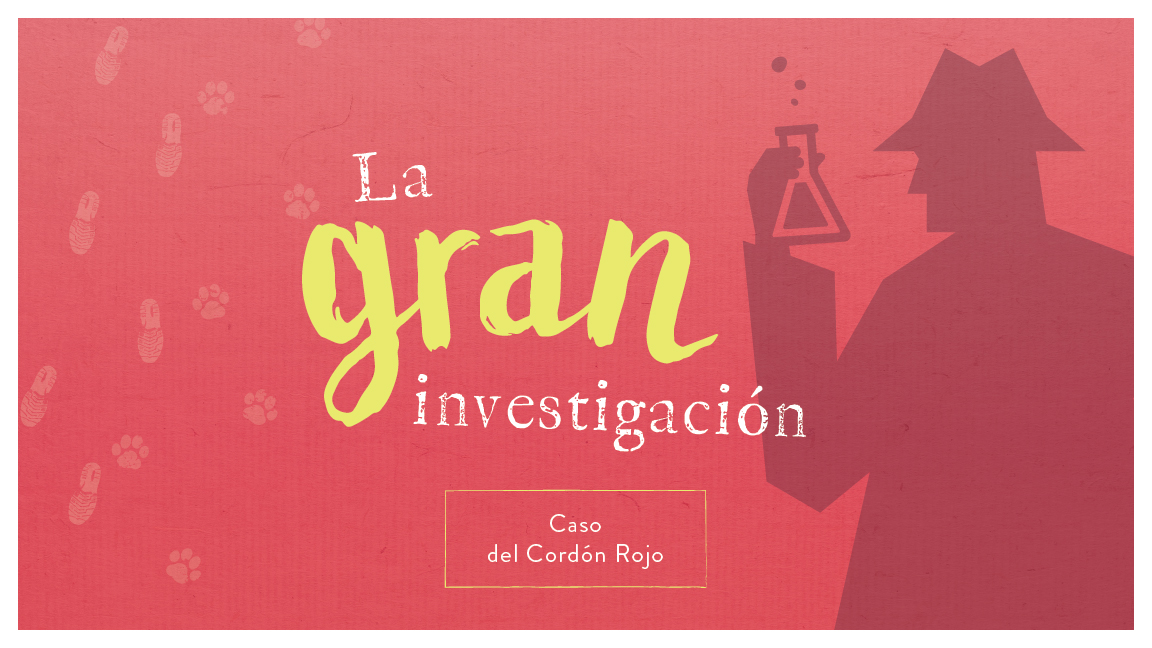 La
gran
investigación
Caso
del Cordón Rojo